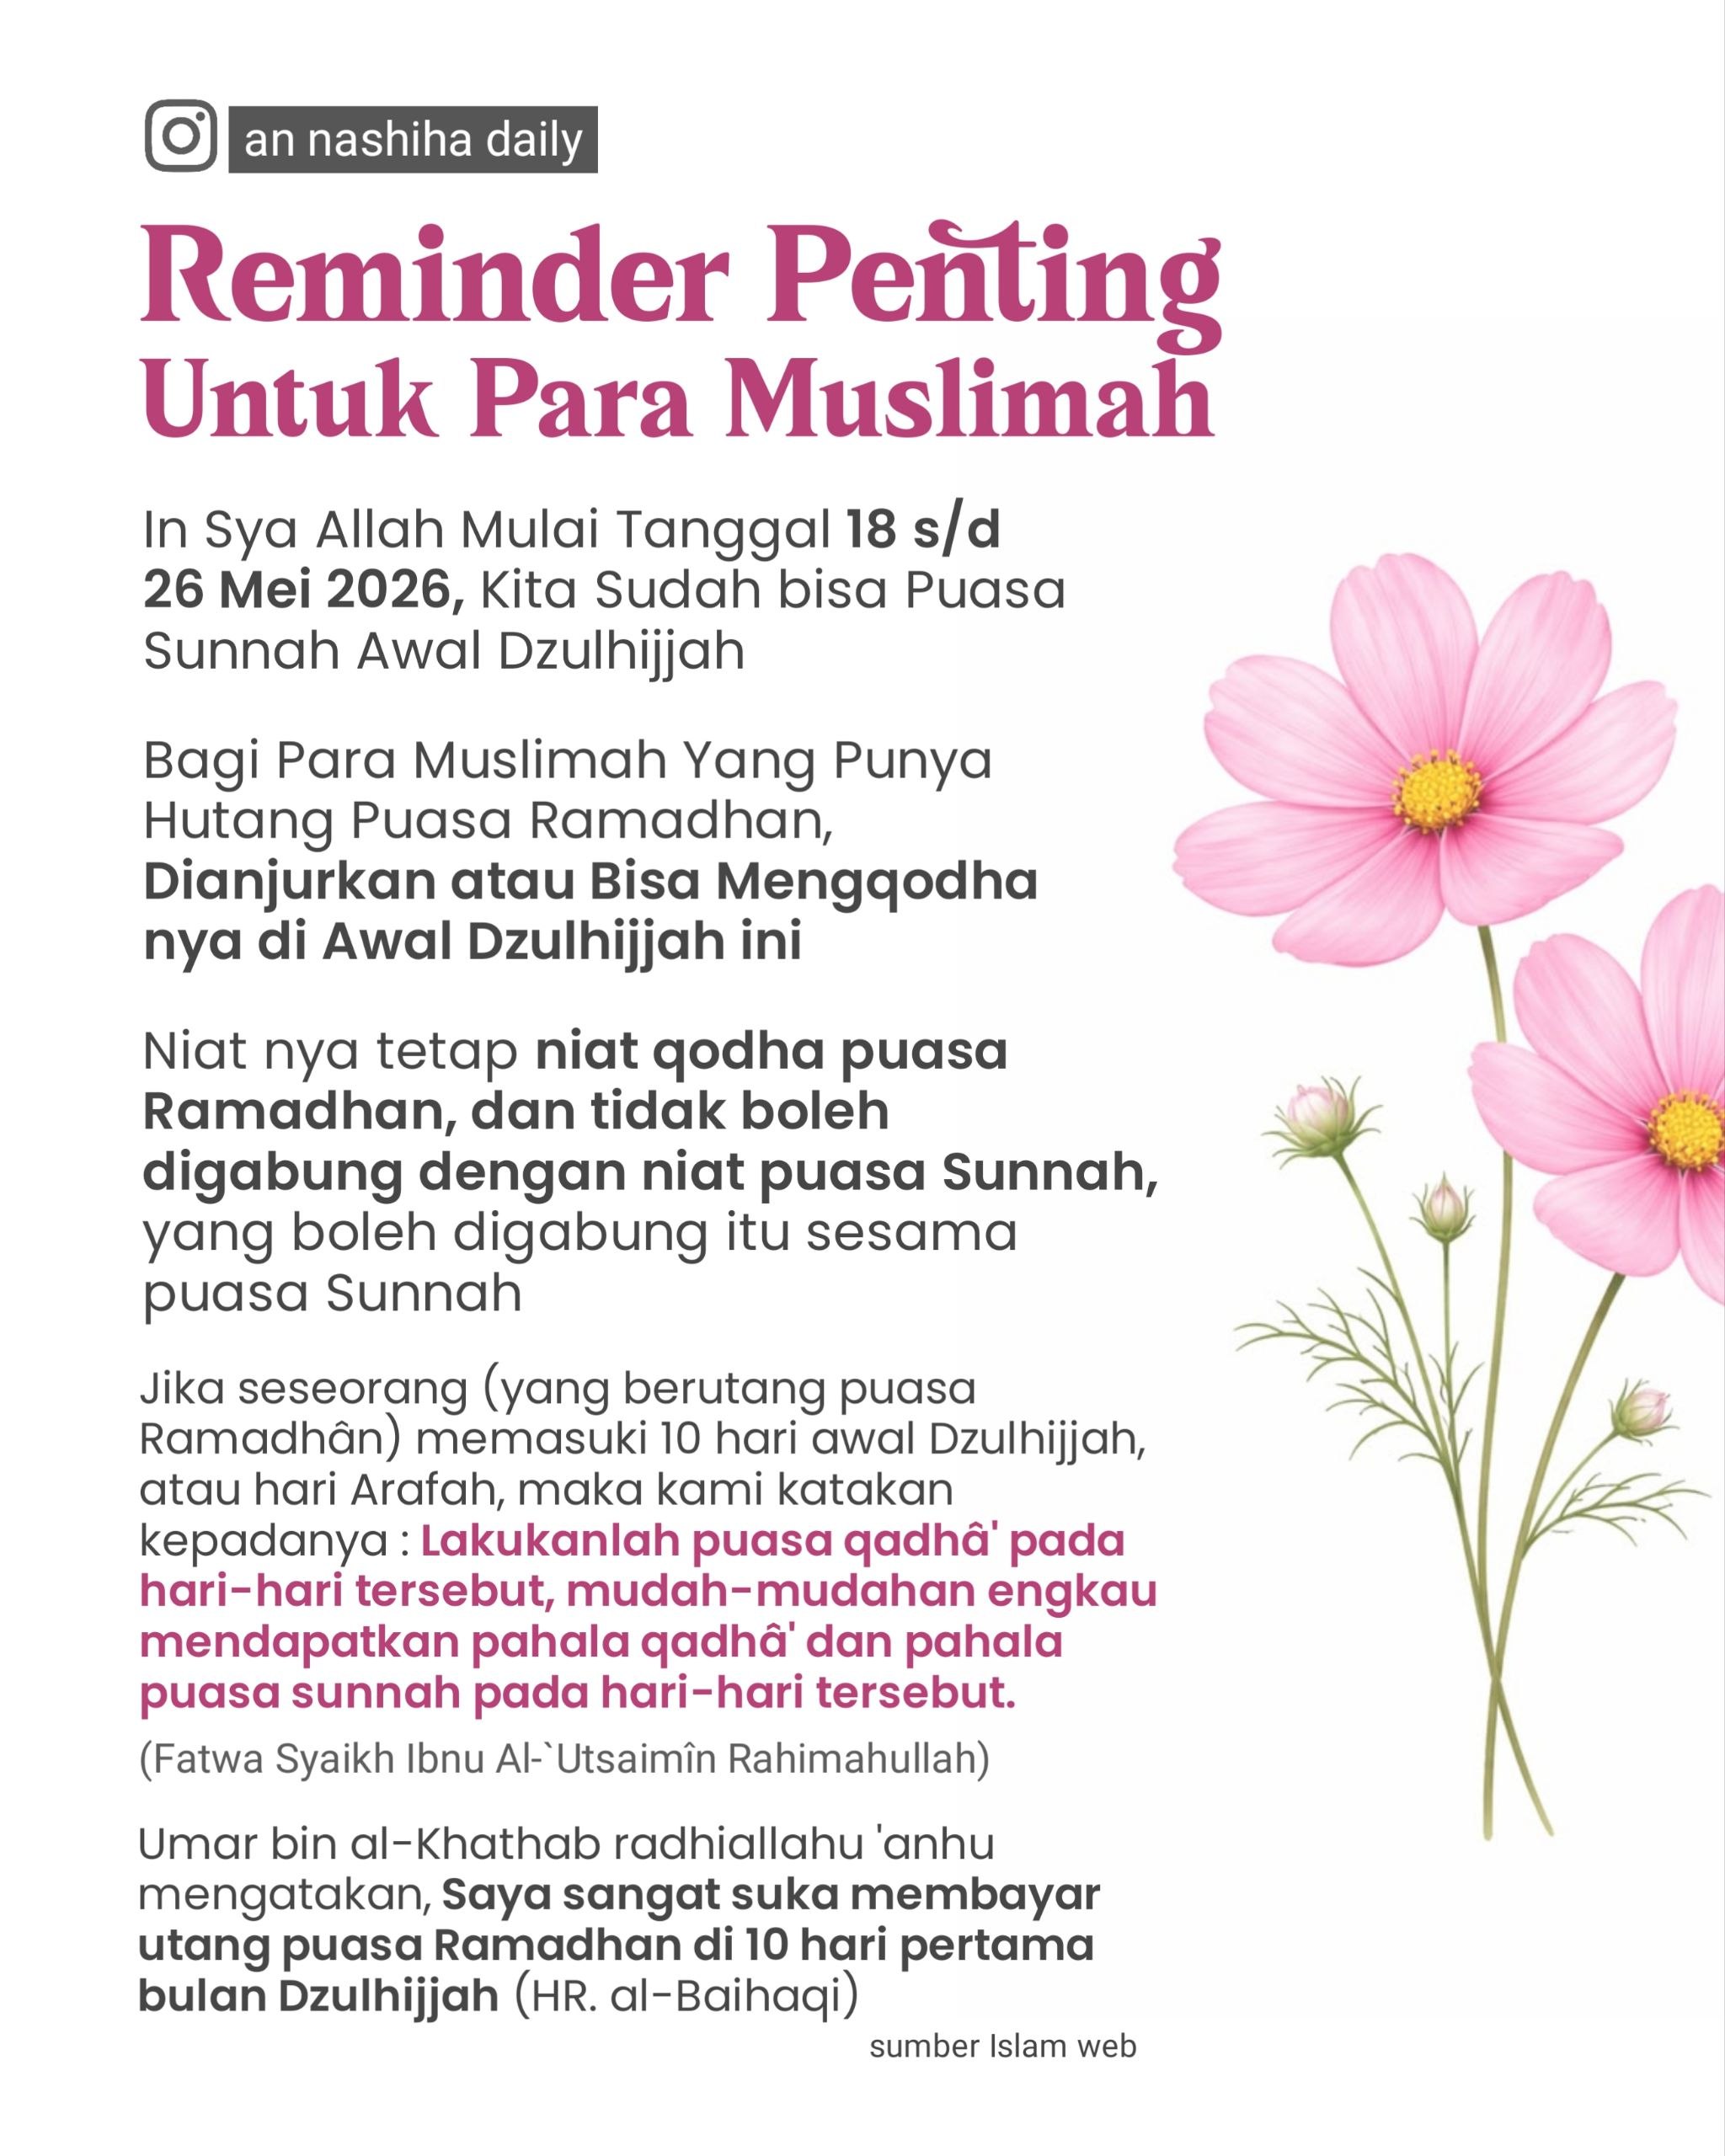 an nashiha daily
Reminder Penting
Untuk Para Muslimah
In Sya Allah Mulai Tanggal 18 s/d
26 Mei 2026, Kita Sudah bisa Puasa
Sunnah Awal Dzulhijjah
Bagi Para Muslimah Yang Punya
Hutang Puasa Ramadhan,
Dianjurkan atau Bisa Mengqodha
nya di Awal Dzulhijjah ini
Niat nya tetap niat qodha puasa
Ramadhan, dan tidak boleh
digabung dengan niat puasa Sunnah,
yang boleh digabung itu sesama
puasa Sunnah
Jika seseorang (yang berutang puasa
Ramadhân) memasuki 10 hari awal Dzulhijjah,
atau hari Arafah, maka kami katakan
kepadanya : Lakukanlah puasa qadhâ' pada
hari-hari tersebut, mudah-mudahan engkau
mendapatkan pahala qadhâ' dan pahala
puasa sunnah pada hari-hari tersebut.
(Fatwa Syaikh Ibnu Al-`Utsaimîn Rahimahullah)
Umar bin al-Khathab radhiallahu 'anhu
mengatakan, Saya sangat suka membayar
utang puasa Ramadhan di 10 hari pertama
bulan Dzulhijjah (HR. al-Baihaqi)
sumber Islam web